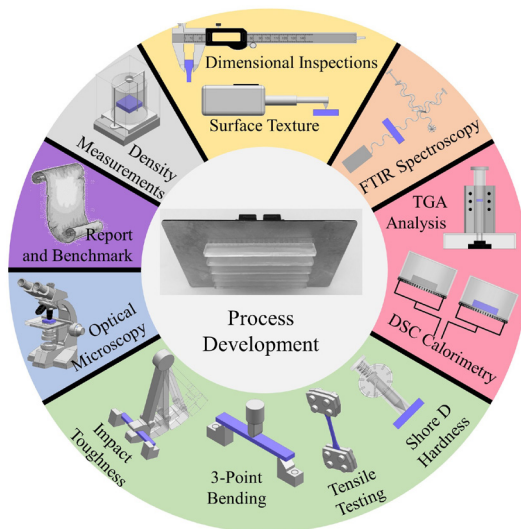 Dimensional Inspections
Surface Texture
FTIR Spectroscopy
TGA
Analysis
DSC Calorimetry
Shore D
Hardness
Tensile
Testing
3-Point
Bending
Impact
Toughness
Optical
Microscopy
Report
and Benchmark
Density
Measurements
Process
Development